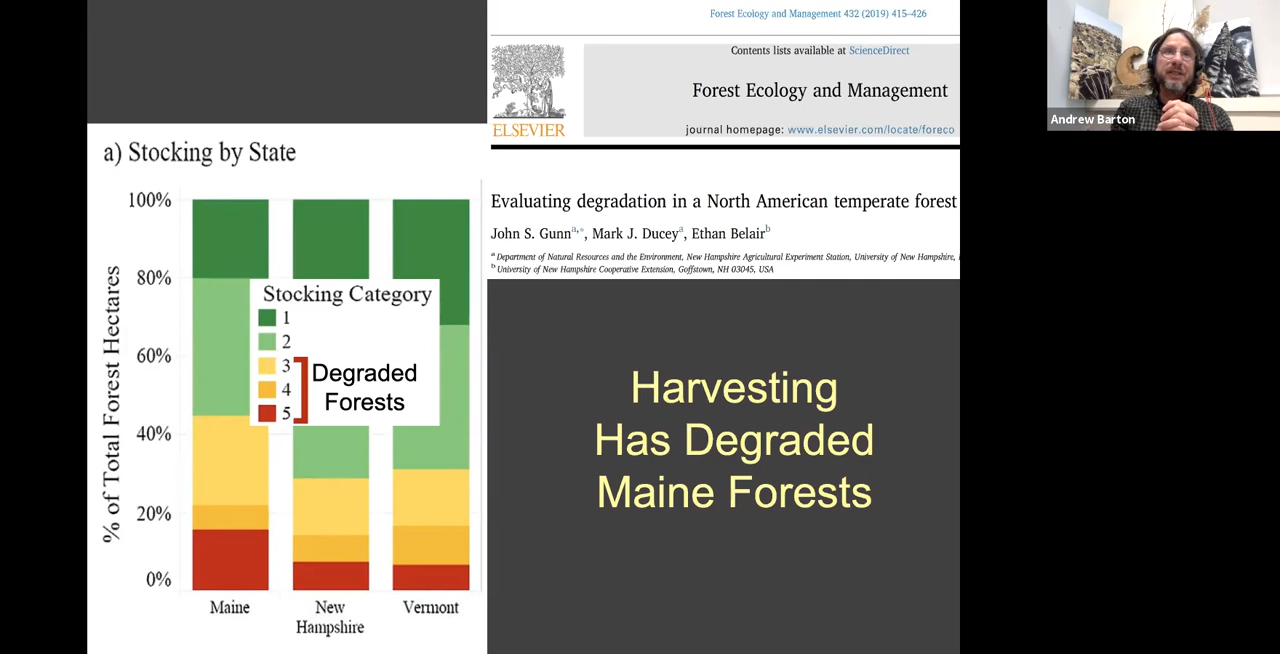 Forest Ecology and Management 432 (2019) 415–426
Contents lists available at ScienceDirect
Forest Ecology and Management
ELSEVIER
journal homepage: www.elsevier.com/locate/foreco
Andrew Barton
a) Stocking by State
100%
80%
60%
40%
20%
0%
% of Total Forest Hectares
Stocking Category
1
2
3
4
5
Degraded
Forests
Maine
New
Hampshire
Vermont
Evaluating degradation in a North American temperate forest
John S. Gunn a,*, Mark J. Ducey a, Ethan Belair b
a Department of Natural Resources and the Environment, New Hampshire Agricultural Experiment Station, University of New Hampshire,
b University of New Hampshire Cooperative Extension, Goffstown, NH 03045, USA
Harvesting
Has Degraded
Maine Forests